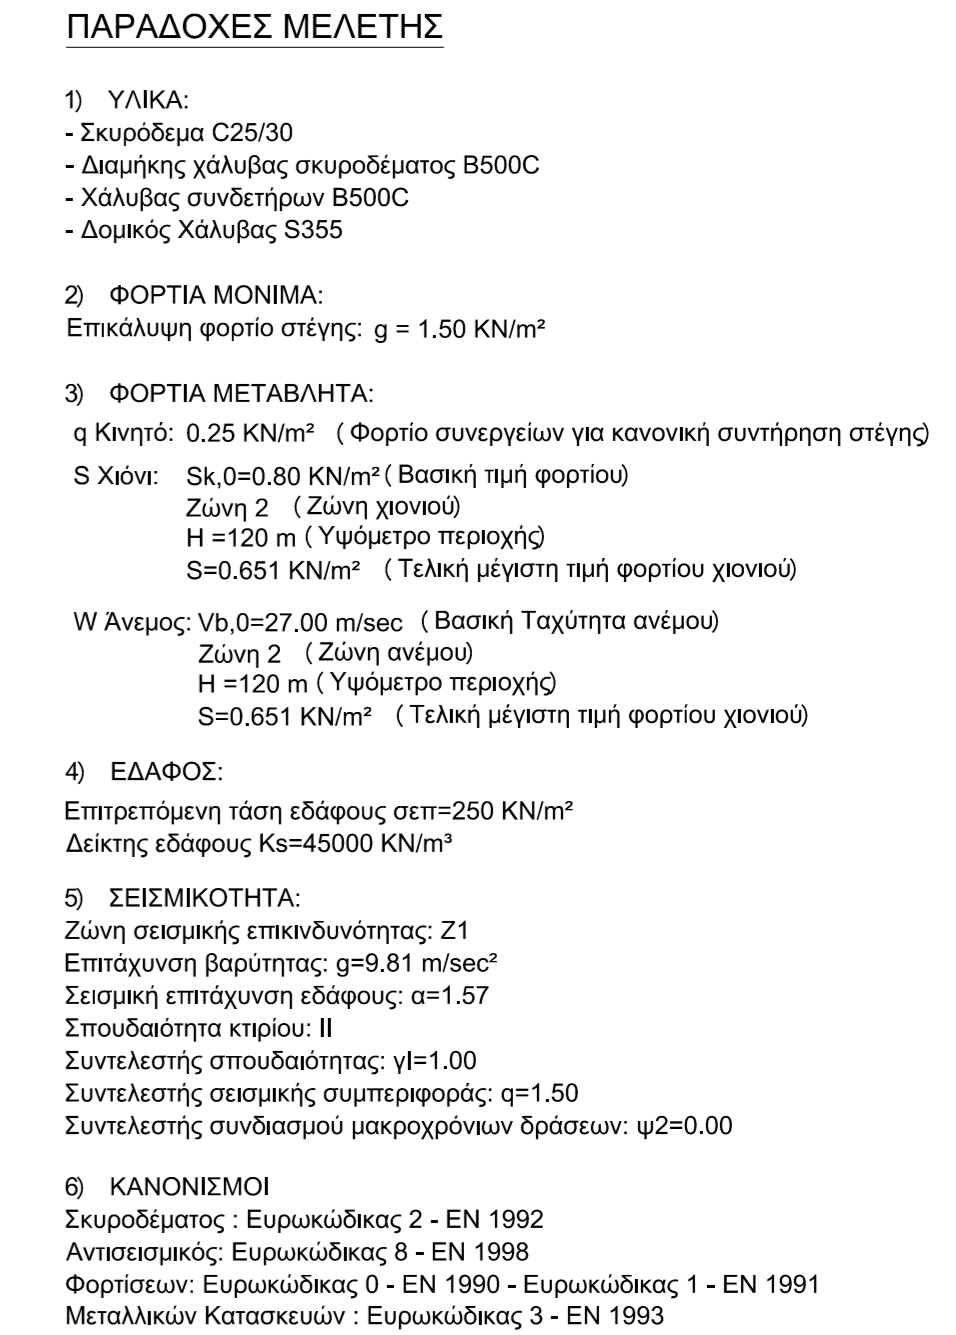 ΠΑΡΑΔΟΧΕΣ ΜΕΛΕΤΗΣ
1) ΥΛΙΚΑ:
- Σκυρόδεμα C25/30
- Διαμήκης χάλυβας σκυροδέματος B500C
- Χάλυβας συνδετήρων B500C
- Δομικός Χάλυβας S355
2) ΦΟΡΤΙΑ ΜΟΝΙΜΑ:
Επικάλυψη φορτίο στέγης: g = 1.50 KN/m²
3) ΦΟΡΤΙΑ ΜΕΤΑΒΛΗΤΑ:
q Κινητό: 0.25 KN/m² ( Φορτίο συνεργείων για κανονική συντήρηση στέγης)
S Χιόνι: Sk,0=0.80 KN/m² ( Βασική τιμή φορτίου)
Ζώνη 2 ( Ζώνη χιονιού)
H =120 m ( Υψόμετρο περιοχής)
S=0.651 KN/m² ( Τελική μέγιστη τιμή φορτίου χιονιού)
W Άνεμος: Vb,0=27.00 m/sec ( Βασική Ταχύτητα ανέμου)
Ζώνη 2 ( Ζώνη ανέμου)
H =120 m ( Υψόμετρο περιοχής)
S=0.651 KN/m² ( Τελική μέγιστη τιμή φορτίου χιονιού)
4) ΕΔΑΦΟΣ:
Επιτρεπόμενη τάση εδάφους σεπ=250 KN/m²
Δείκτης εδάφους Ks=45000 KN/m³
5) ΣΕΙΣΜΙΚΟΤΗΤΑ:
Ζώνη σεισμικής επικινδυνότητας: Z1
Επιτάχυνση βαρύτητας: g=9.81 m/sec²
Σεισμική επιτάχυνση εδάφους: α=1.57
Σπουδαιότητα κτιρίου: II
Συντελεστής σπουδαιότητας: γI=1.00
Συντελεστής σεισμικής συμπεριφοράς: q=1.50
Συντελεστής συνδιασμού μακροχρόνιων δράσεων: ψ2=0.00
6) ΚΑΝΟΝΙΣΜΟΙ
Σκυροδέματος : Ευρωκώδικας 2 - EN 1992
Αντισεισμικός: Ευρωκώδικας 8 - EN 1998
Φορτίσεων: Ευρωκώδικας 0 - EN 1990 - Ευρωκώδικας 1 - EN 1991
Μεταλλικών Κατασκευών : Ευρωκώδικας 3 - EN 1993